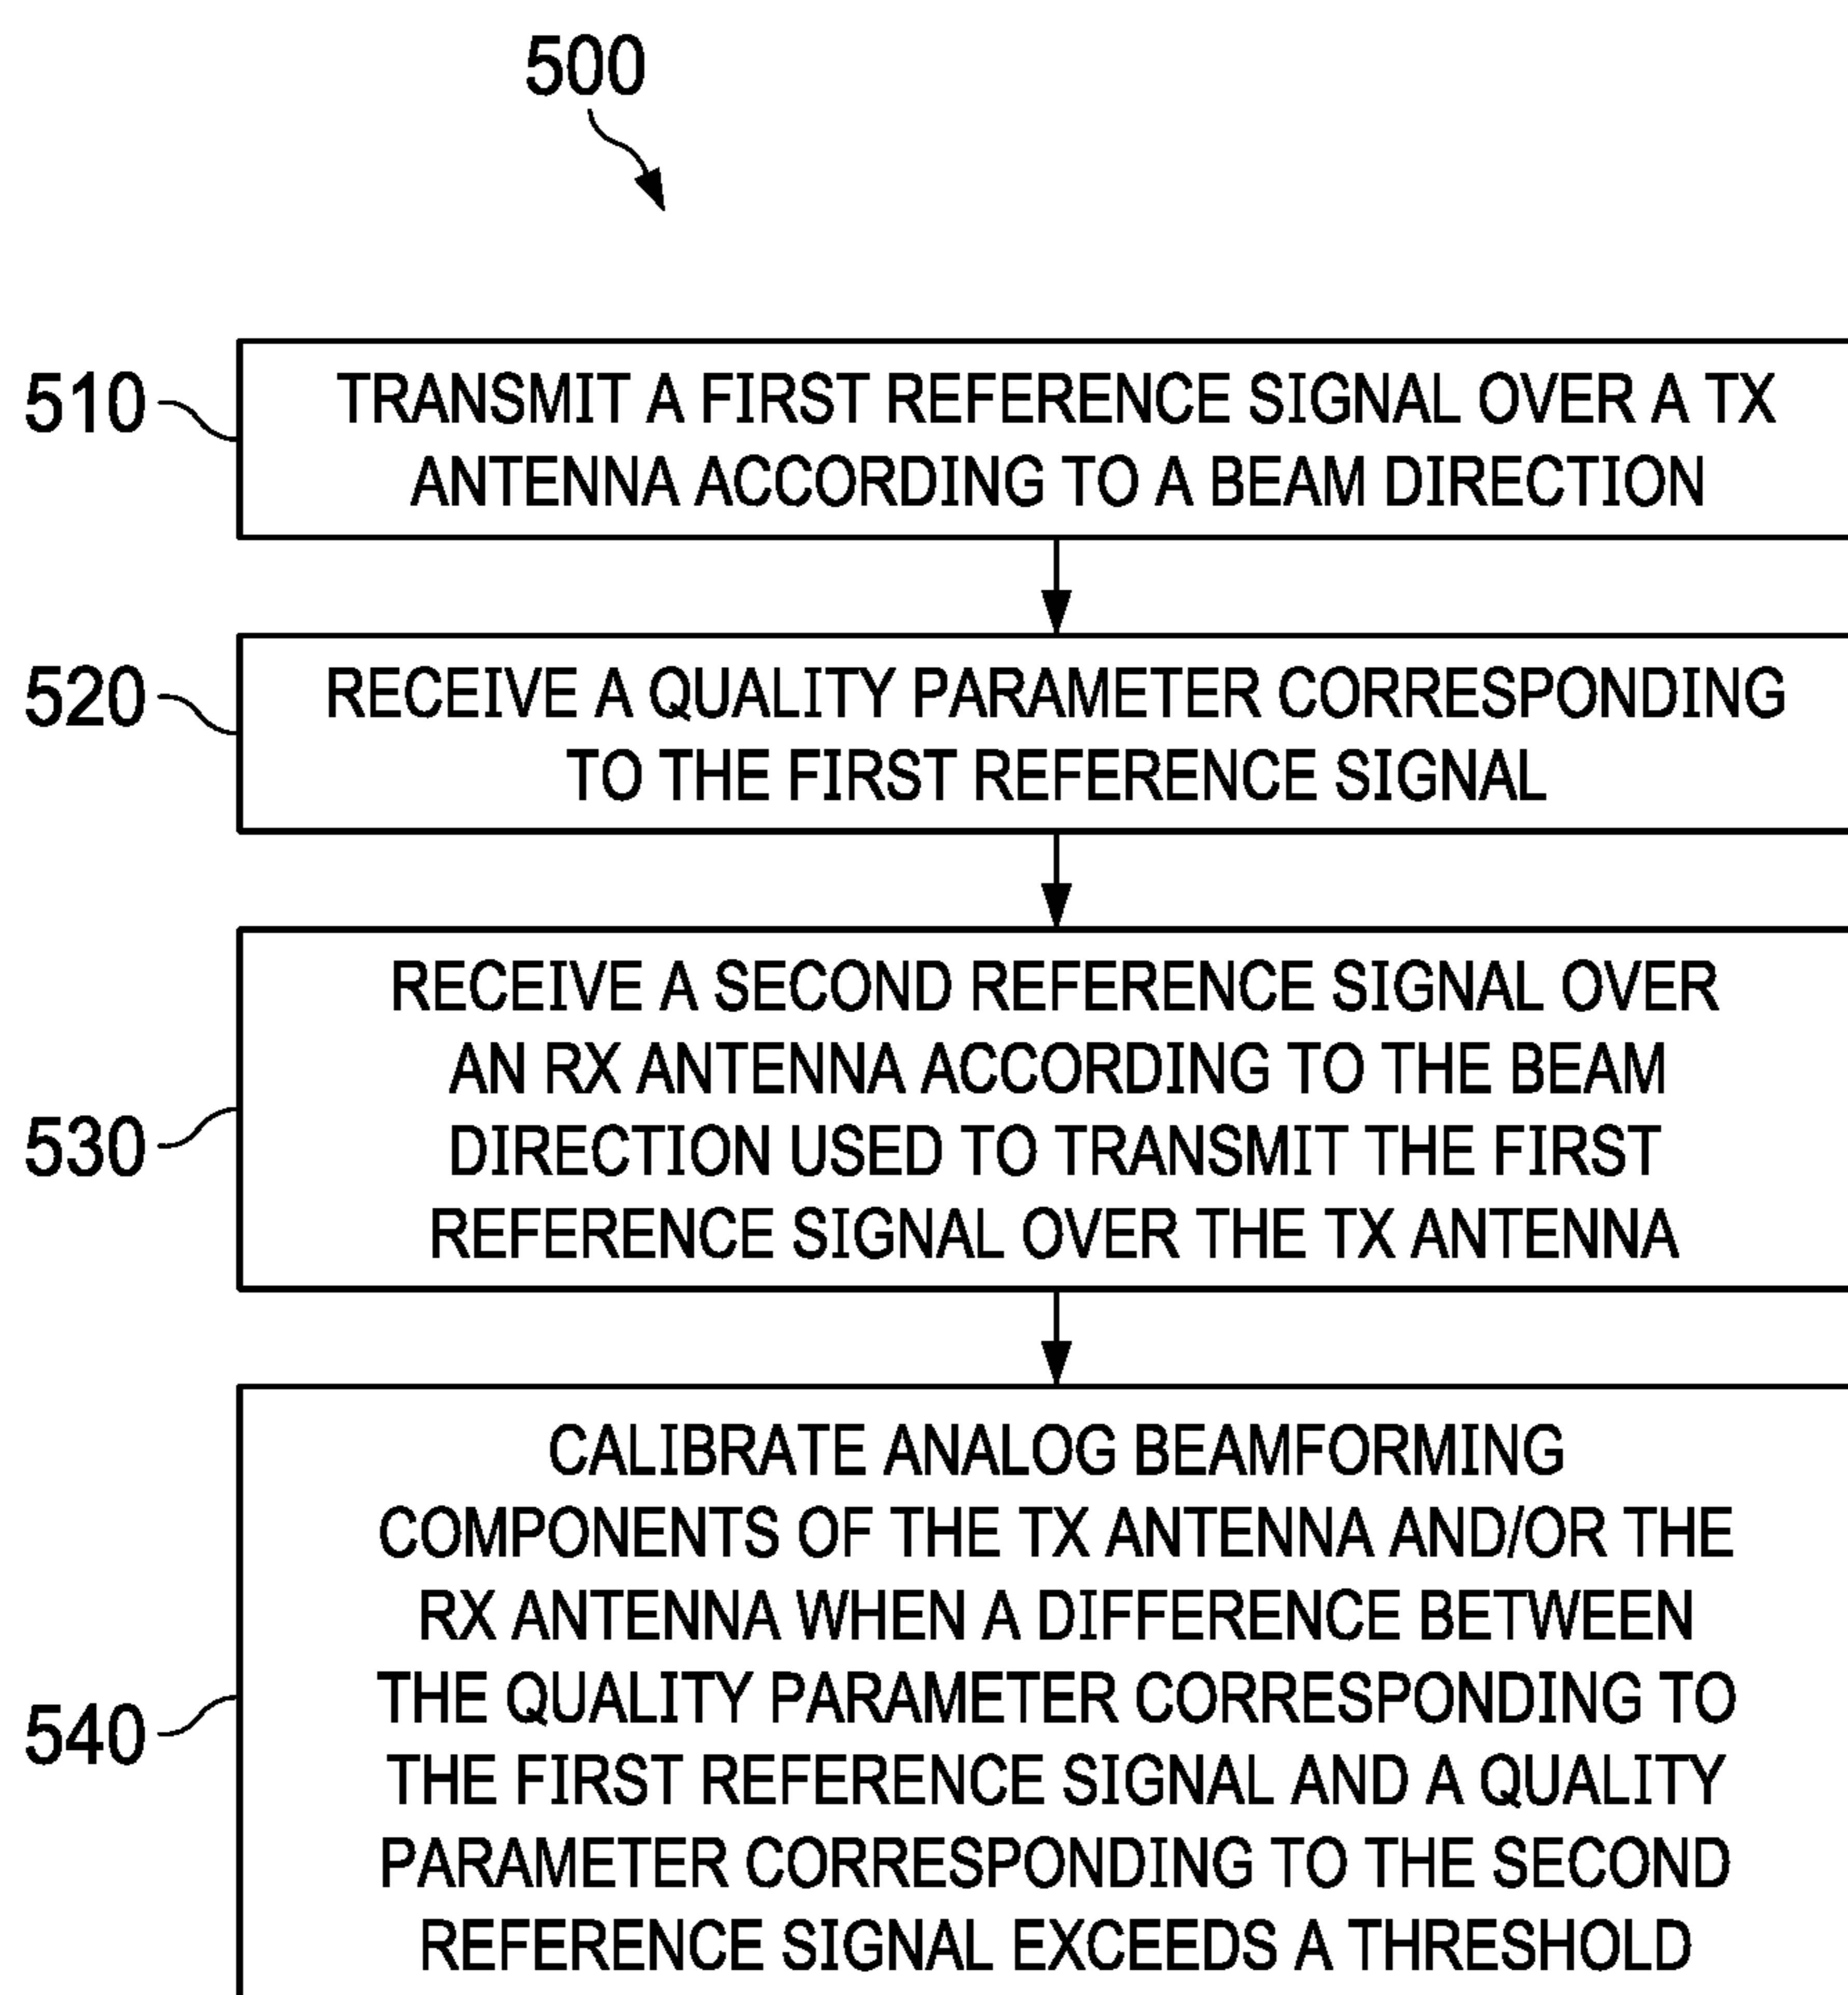 500
510
TRANSMIT A FIRST REFERENCE SIGNAL OVER A TX
ANTENNA ACCORDING TO A BEAM DIRECTION
520
RECEIVE A QUALITY PARAMETER CORRESPONDING
TO THE FIRST REFERENCE SIGNAL
530
RECEIVE A SECOND REFERENCE SIGNAL OVER
AN RX ANTENNA ACCORDING TO THE BEAM
DIRECTION USED TO TRANSMIT THE FIRST
REFERENCE SIGNAL OVER THE TX ANTENNA
540
CALIBRATE ANALOG BEAMFORMING
COMPONENTS OF THE TX ANTENNA AND/OR THE
RX ANTENNA WHEN A DIFFERENCE BETWEEN
THE QUALITY PARAMETER CORRESPONDING TO
THE FIRST REFERENCE SIGNAL AND A QUALITY
PARAMETER CORRESPONDING TO THE SECOND
REFERENCE SIGNAL EXCEEDS A THRESHOLD